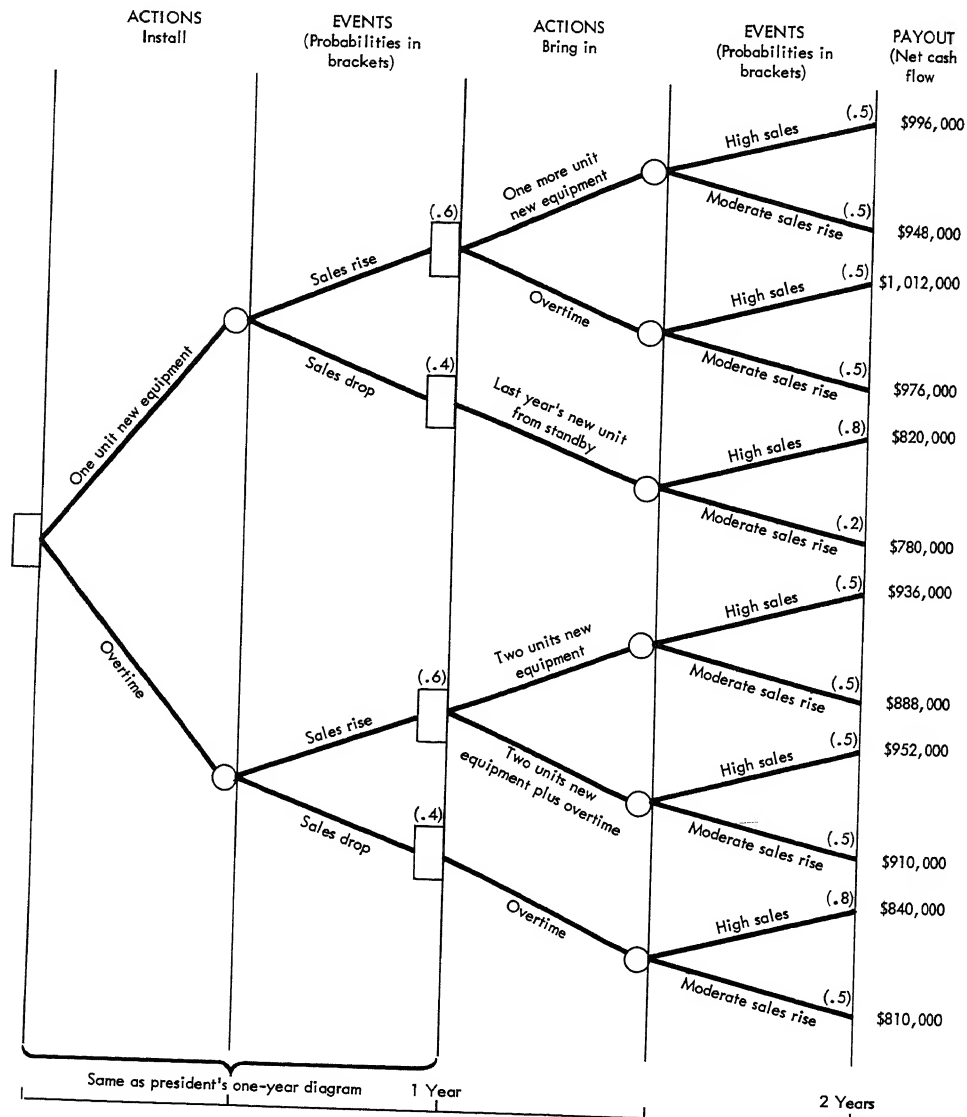 ACTIONS
Install
EVENTS
(Probabilities in
brackets)
ACTIONS
Bring in
EVENTS
(Probabilities in
brackets)
PAYOUT
(Net cash
flow
One unit new equipment
Sales rise
(.6)
One more unit
new equipment
High sales
(.5)
$996,000
Moderate sales rise
(.5)
$948,000
Overtime
High sales
(.5)
$1,012,000
Moderate sales rise
(.5)
$976,000
Sales drop
(.4)
Last year's new unit
from standby
High sales
(.8)
$820,000
Moderate sales rise
(.2)
$780,000
Overtime
Sales rise
(.6)
Two units new
equipment
High sales
(.5)
$936,000
Moderate sales rise
(.5)
$888,000
Two units new
equipment plus overtime
High sales
(.5)
$952,000
Moderate sales rise
(.5)
$910,000
Sales drop
(.4)
Overtime
High sales
(.8)
$840,000
Moderate sales rise
(.5)
$810,000
Same as president's one-year diagram
1 Year
2 Years